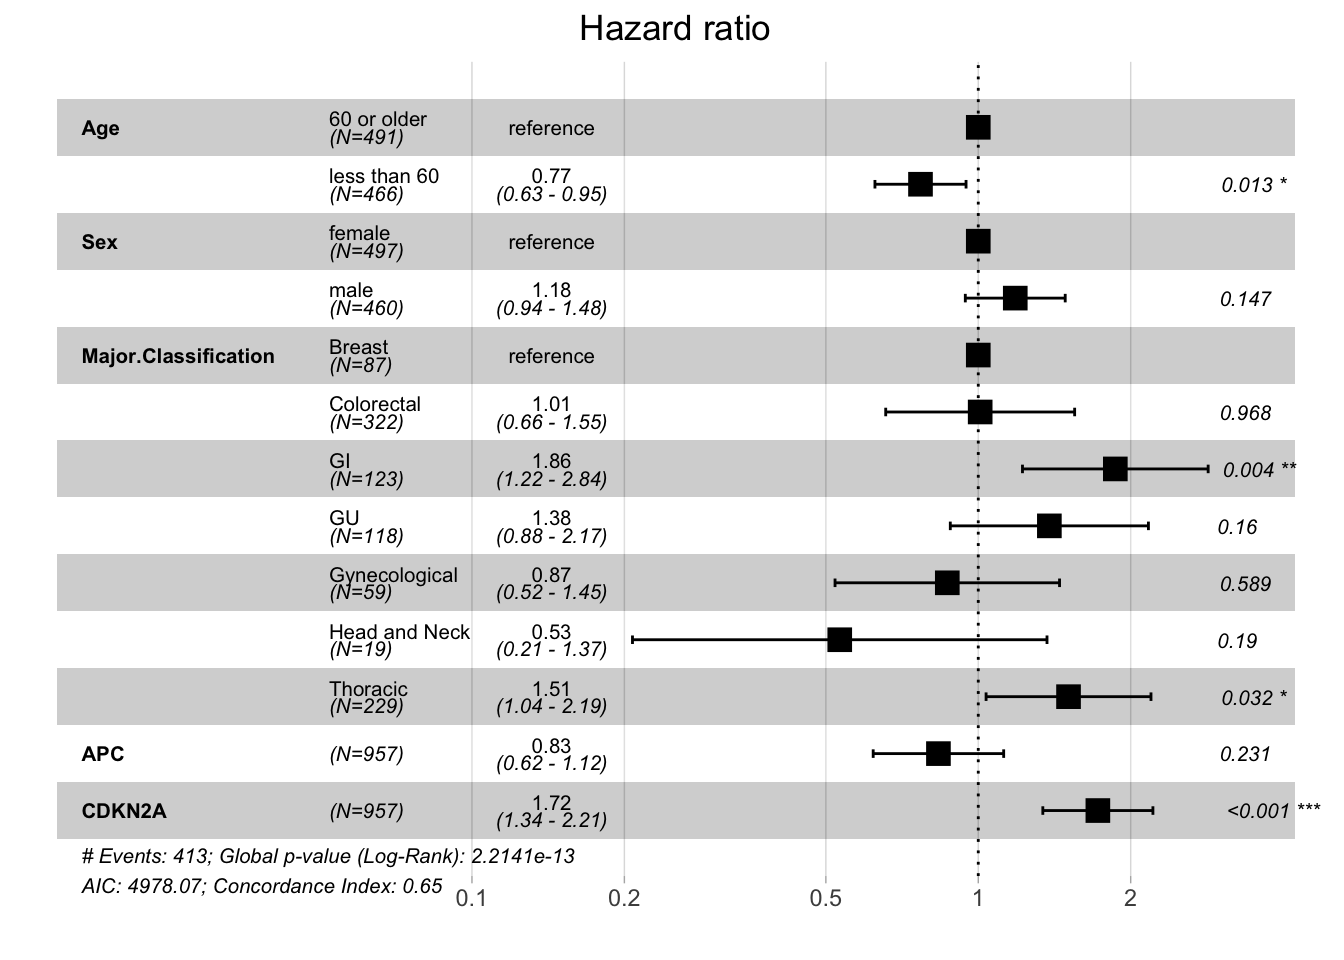 Hazard ratio
Age
60 or older
(N=491)
reference
less than 60
(N=466)
0.77
(0.63 - 0.95)
0.013 *
Sex
female
(N=497)
reference
male
(N=460)
1.18
(0.94 - 1.48)
0.147
Major.Classification
Breast
(N=87)
reference
Colorectal
(N=322)
1.01
(0.66 - 1.55)
0.968
GI
(N=123)
1.86
(1.22 - 2.84)
0.004 **
GU
(N=118)
1.38
(0.88 - 2.17)
0.16
Gynecological
(N=59)
0.87
(0.52 - 1.45)
0.589
Head and Neck
(N=19)
0.53
(0.21 - 1.37)
0.19
Thoracic
(N=229)
1.51
(1.04 - 2.19)
0.032 *
APC
(N=957)
0.83
(0.62 - 1.12)
0.231
CDKN2A
(N=957)
1.72
(1.34 - 2.21)
<0.001 ***
# Events: 413; Global p-value (Log-Rank): 2.2141e-13
AIC: 4978.07; Concordance Index: 0.65
0.1 0.2 0.5 1 2